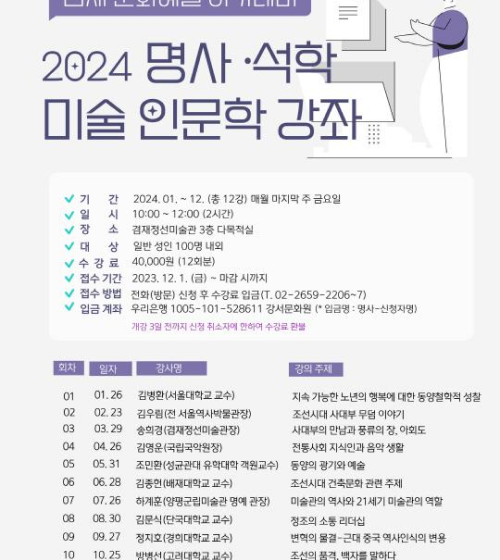 2024 명사·석학
미술 인문학 강좌
기 간 2024. 01. ~ 12. (총 12강) 매월 마지막 주 금요일
일 시 10:00 ~ 12:00 (2시간)
장 소 겸재정선미술관 3층 다목적실
대 상 일반 성인 100명 내외
수 강 료 40,000원 (12회분)
접수 기간 2023. 12. 1. (금) ~ 마감 시까지
접수 방법 전화(방문) 신청 후 수강료 입금(T. 02-2659-2206~7)
입금 계좌 우리은행 1005-101-528611 강서문화원 (* 입금명 : 명사-신청자명)
개강 3일 전까지 신청 취소자에 한하여 수강료 환불
회차 일자 강사명 강의 주제
01 01. 26 김병환(서울대학교 교수) 지속 가능한 노년의 행복에 대한 동양철학적 성찰
02 02. 23 김우림(전 서울역사박물관장) 조선시대 사대부 무덤 이야기
03 03. 29 송희경(겸재정선미술관장) 사대부의 만남과 풍류의 장, 아회도
04 04. 26 김영운(국립국악원장) 전통사회 지식인과 음악 생활
05 05. 31 조민환(성균관대 유학대학 객원교수) 동양의 광기와 예술
06 06. 28 김종헌(배재대학교 교수) 조선시대 건축문화 관련 주제
07 07. 26 하계훈(양평군립미술관 명예 관장) 미술관의 역사와 21세기 미술관의 역할
08 08. 30 김문식(단국대학교 교수) 정조의 소통 리더십
09 09. 27 정지호(경희대학교 교수) 변혁의 물결-근대 중국 역사인식의 변용
10 10. 25 방병선(고려대학교 교수) 조선의 품격, 백자를 말하다